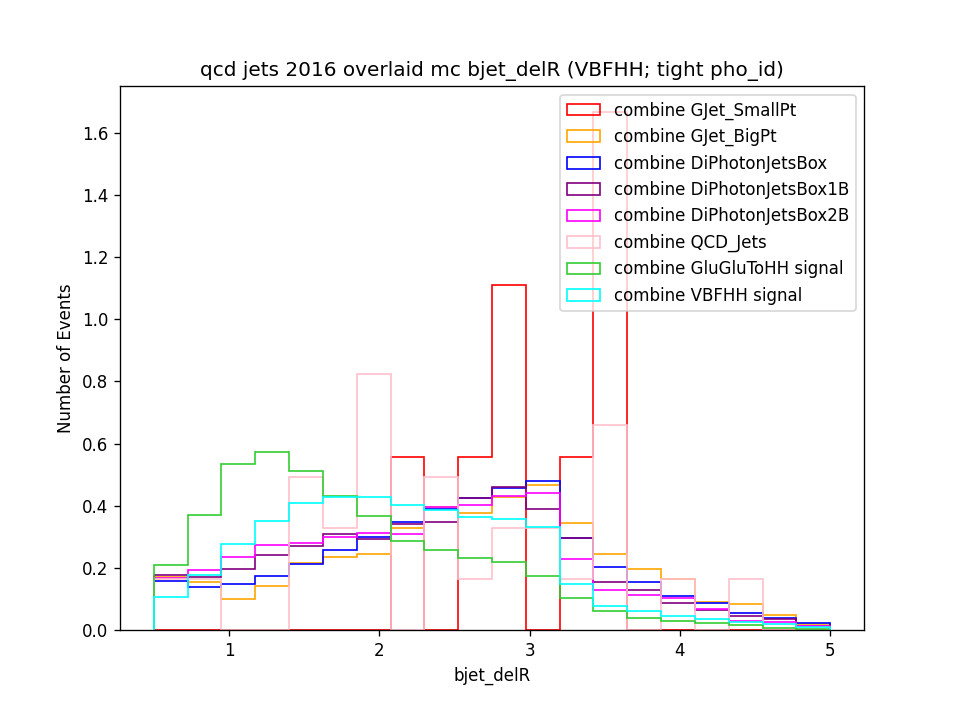 qcd jets 2016 overlaid mc bjet_delR (VBFHH; tight pho_id)
combine GJet_SmallPt
combine GJet_BigPt
combine DiPhotonJetsBox
combine DiPhotonJetsBox1B
combine DiPhotonJetsBox2B
combine QCD_Jets
combine GluGluToHH signal
combine VBFHH signal
Number of Events
1.6
1.4
1.2
1.0
0.8
0.6
0.4
0.2
0.0
1 2 3 4 5
bjet_delR